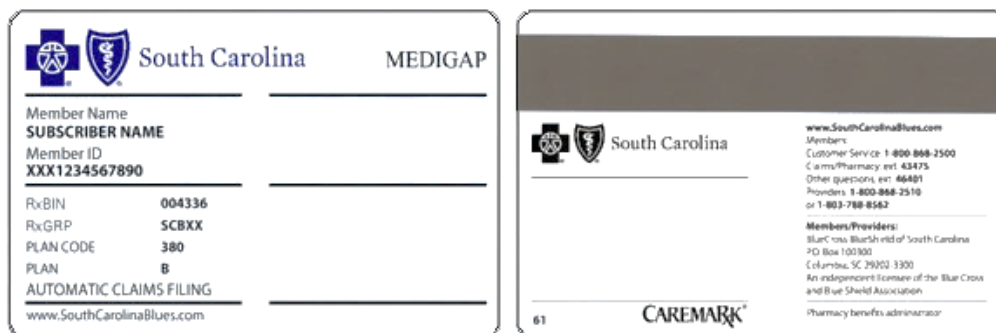 South Carolina MEDIGAP
Member Name
SUBSCRIBER NAME
Member ID
XXX1234567890
RxBIN 004336
RxGRP SCBXX
PLAN CODE 380
PLAN B
AUTOMATIC CLAIMS FILING
www.SouthCarolinaBlues.com
South Carolina
61
CAREMARK
www.SouthCarolinaBlues.com
Members:
Customer Service: 1-800-868-2500
Claims/Pharmacy: ext. 43475
Other questions, ext. 46401
Providers: 1-800-868-2510
or 1-803-788-8562
Members/Providers:
BlueCross BlueShield of South Carolina
P.O. Box 100300
Columbia, SC 29202-3300
An independent licensee of the Blue Cross
and Blue Shield Association
Pharmacy benefits administrator